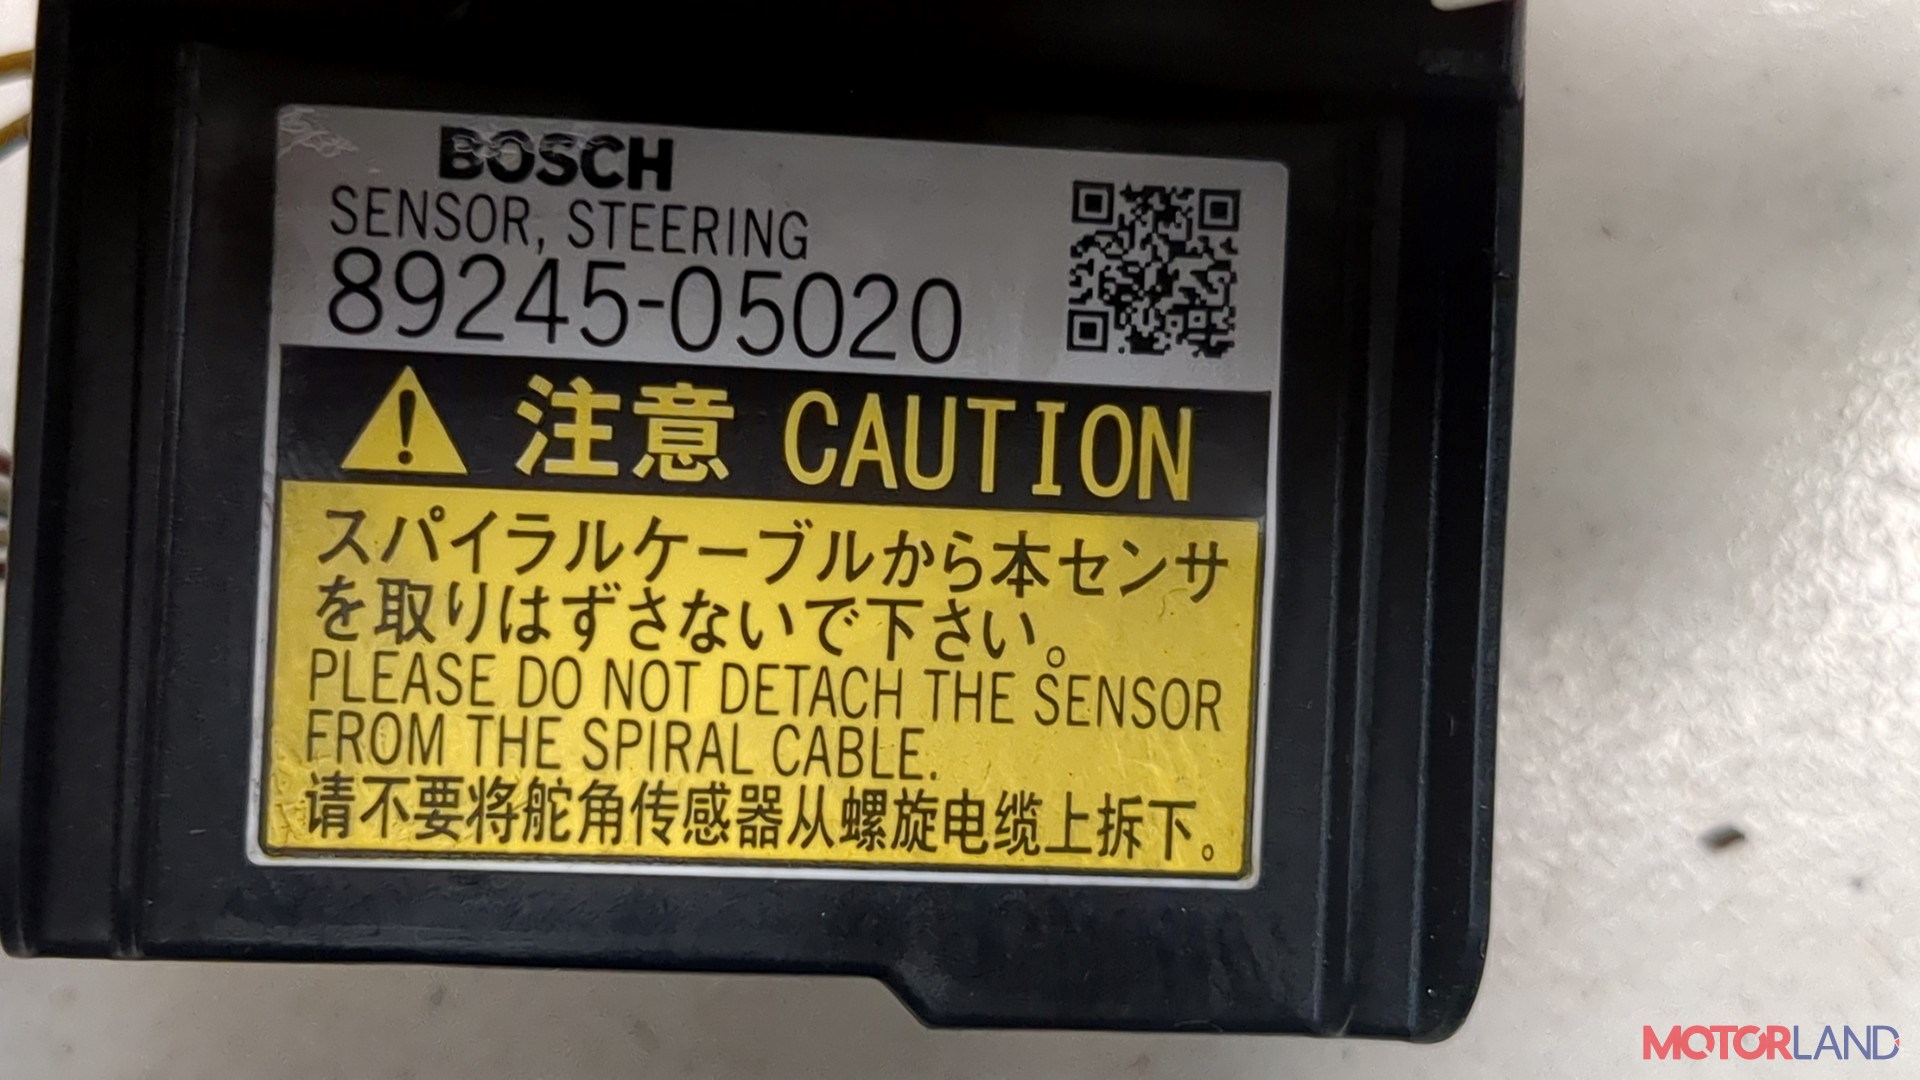 BOSCH
SENSOR, STEERING
89245-05020
注意 CAUTION
スパイラルケーブルから本センサ
を取りはずさないで下さい。
PLEASE DO NOT DETACH THE SENSOR
FROM THE SPIRAL CABLE.
请不要将舵角传感器从螺旋电缆上拆下。
MOTORLAND